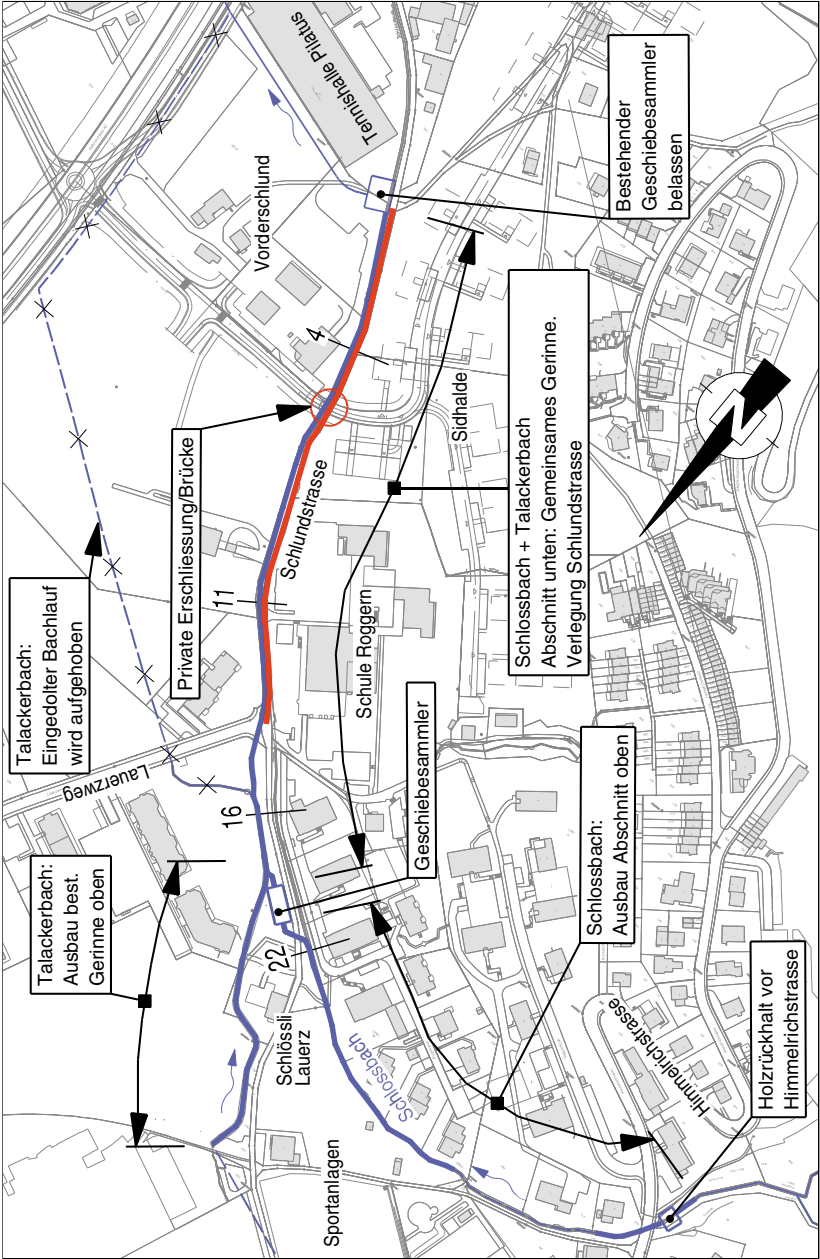 Talackerbach:
Ausbau best.
Gerinne oben
Talackerbach:
Eingedolter Bachlauf
wird aufgehoben
Private Erschliessung/Brücke
Vorderschlund
Tennishalle Pilatus
Lauerzweg
Schlundstrasse
4
11
16
22
Schlössli
Lauerz
Sportanlagen
Schlossbach
Geschiebesammler
Schule Roggern
Sidhalde
Bestehender
Geschiebesammler
belassen
Schlossbach + Talackerbach
Abschnitt unten: Gemeinsames Gerinne.
Verlegung Schlundstrasse
Schlossbach:
Ausbau Abschnitt oben
Himmelrichstrasse
Holzrückhalt vor
Himmelrichstrasse
N